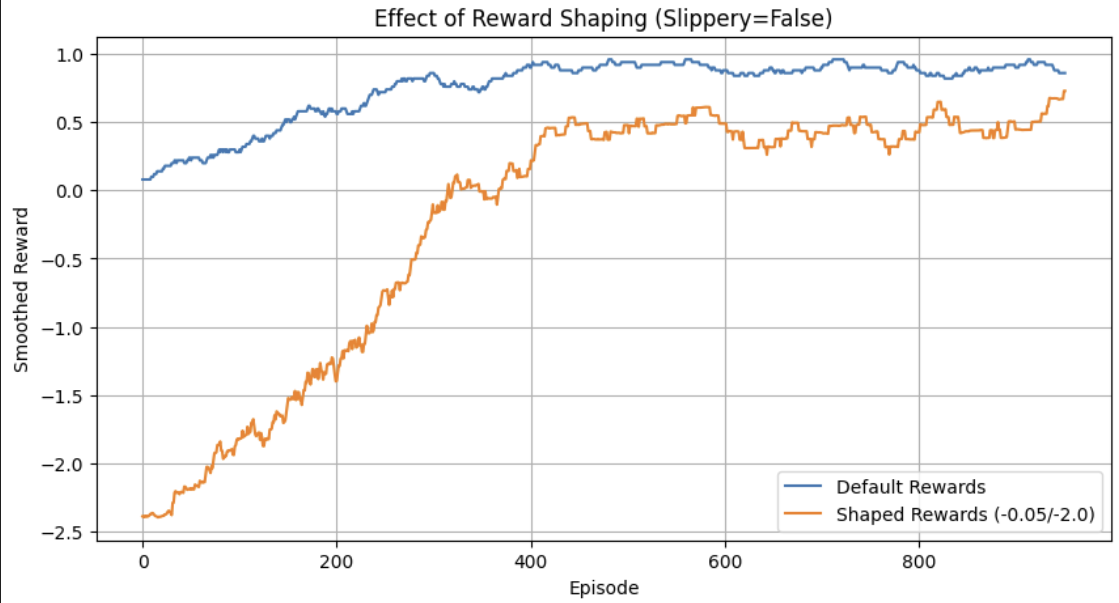 Effect of Reward Shaping (Slippery=False)
Smoothed Reward
1.0
0.5
0.0
−0.5
−1.0
−1.5
−2.0
−2.5
Default Rewards
Shaped Rewards (-0.05/-2.0)
0 200 400 600 800
Episode